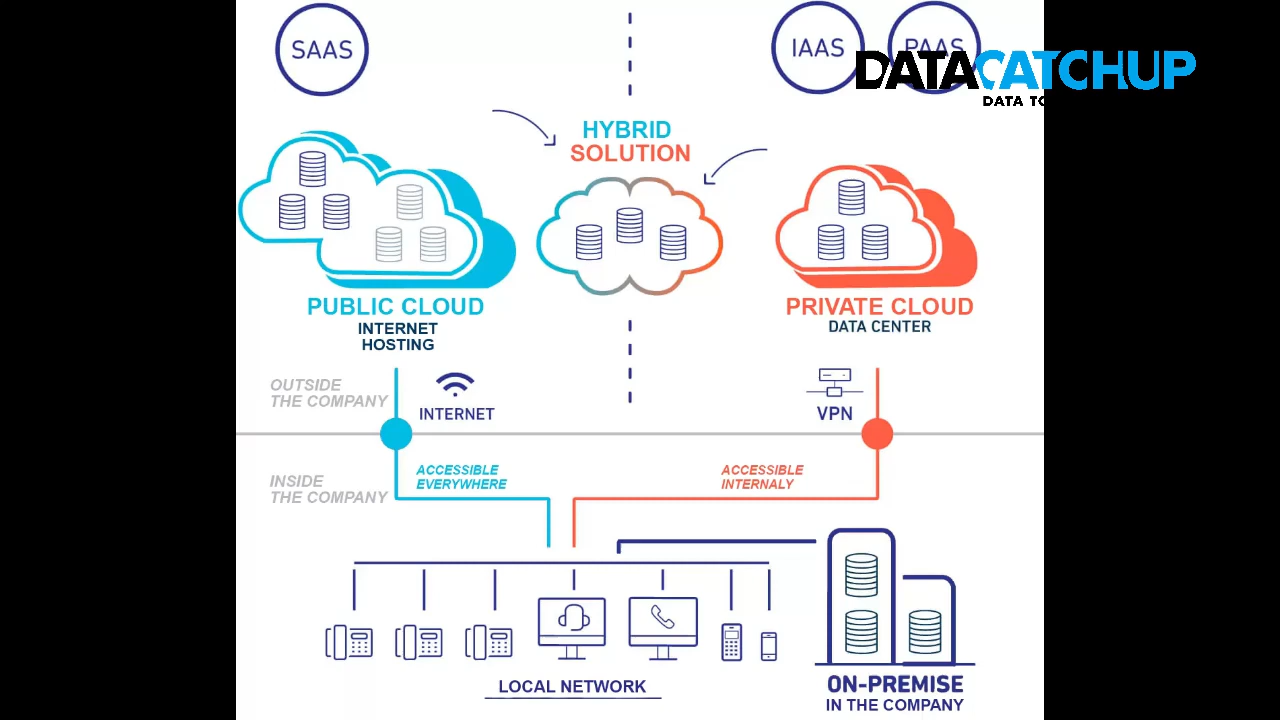 SAAS
IAAS
PAAS
DATACATCHUP
DATA TO
HYBRID
SOLUTION
PUBLIC CLOUD
INTERNET
HOSTING
PRIVATE CLOUD
DATA CENTER
OUTSIDE
THE COMPANY
INTERNET
VPN
INSIDE
THE COMPANY
ACCESSIBLE
EVERYWHERE
ACCESSIBLE
INTERNALY
LOCAL NETWORK
ON-PREMISE
IN THE COMPANY